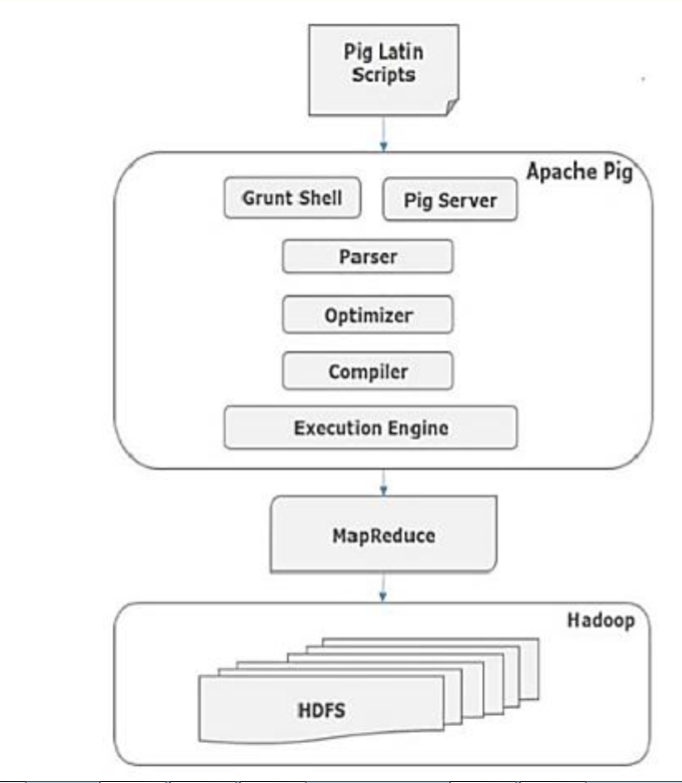 Pig Latin
Scripts
Apache Pig
Grunt Shell
Pig Server
Parser
Optimizer
Compiler
Execution Engine
MapReduce
Hadoop
HDFS